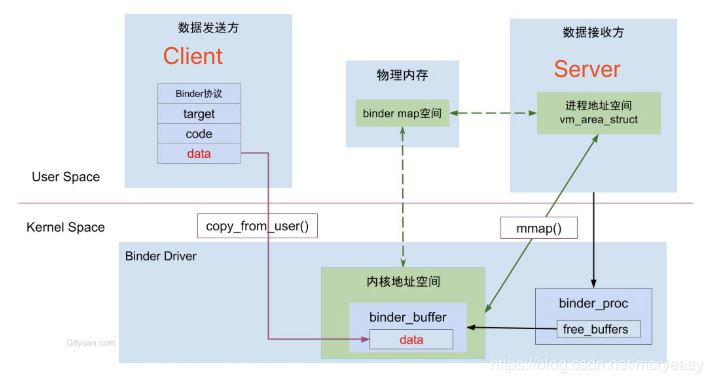 数据发送方
Client
Binder协议
target
code
data
物理内存
binder map空间
数据接收方
Server
进程地址空间
vm_area_struct
User Space
Kernel Space
copy_from_user()
mmap()
Binder Driver
内核地址空间
binder_buffer
data
binder_proc
free_buffers
Gityuan com
https://blog.csdn.net/mcryeasy